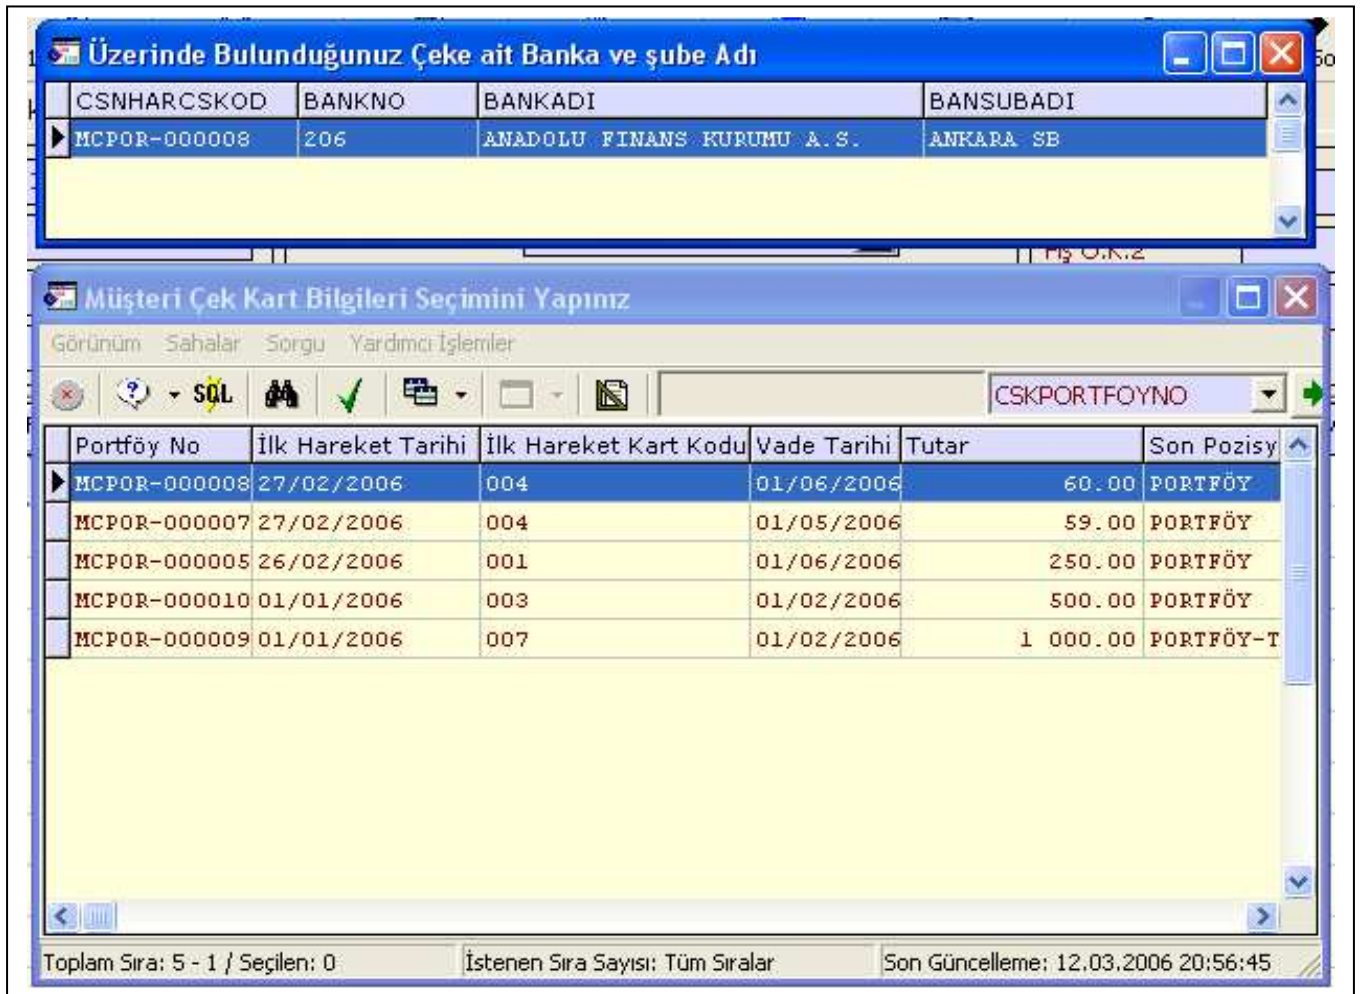 Üzerinde Bulunduğunuz Çeke ait Banka ve şube Adı
CSNHARCSKOD BANKNO BANKADI BANSUBADI
MCPOR-000008 206 ANADOLU FINANS KURUMU A.S. ANKARA SB
Fiş Ö.K.2
Müşteri Çek Kart Bilgileri Seçimini Yapınız
Görünüm Sahalar Sorgu Yardımcı İşlemler
SQL CSKPORTFOYNO
Portföy No İlk Hareket Tarihi İlk Hareket Kart Kodu Vade Tarihi Tutar Son Pozisy
MCPOR-000008 27/02/2006 004 01/06/2006 60.00 PORTFÖY
MCPOR-000007 27/02/2006 004 01/05/2006 59.00 PORTFÖY
MCPOR-000005 26/02/2006 001 01/06/2006 250.00 PORTFÖY
MCPOR-000010 01/01/2006 003 01/02/2006 500.00 PORTFÖY
MCPOR-000009 01/01/2006 007 01/02/2006 1 000.00 PORTFÖY-T
Toplam Sıra: 5 - 1 / Seçilen: 0 İstenen Sıra Sayısı: Tüm Sıralar Son Güncelleme: 12.03.2006 20:56:45